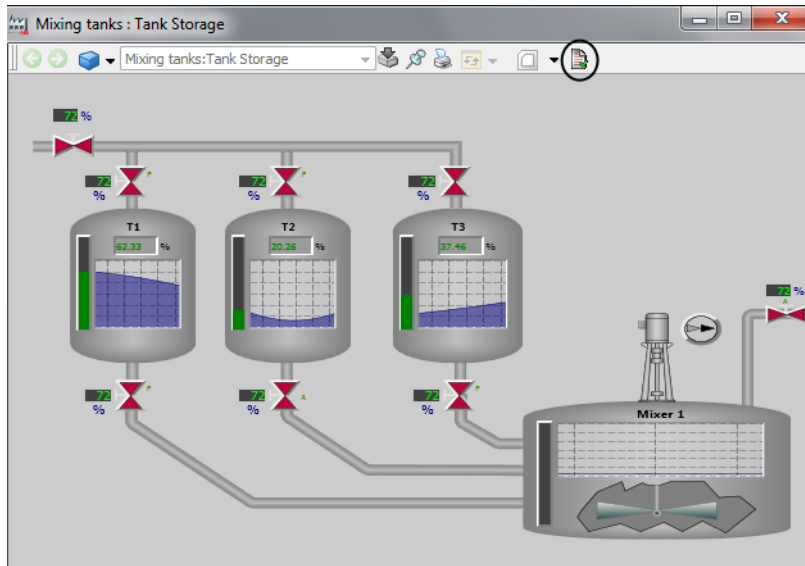 Mixing tanks : Tank Storage
Mixing tanks:Tank Storage
72 %
72 %
P
72 %
P
72 %
P
T1
62.33 %
T2
20.26 %
T3
37.46 %
72 %
A
72 %
P
72 %
A
72 %
P
Mixer 1